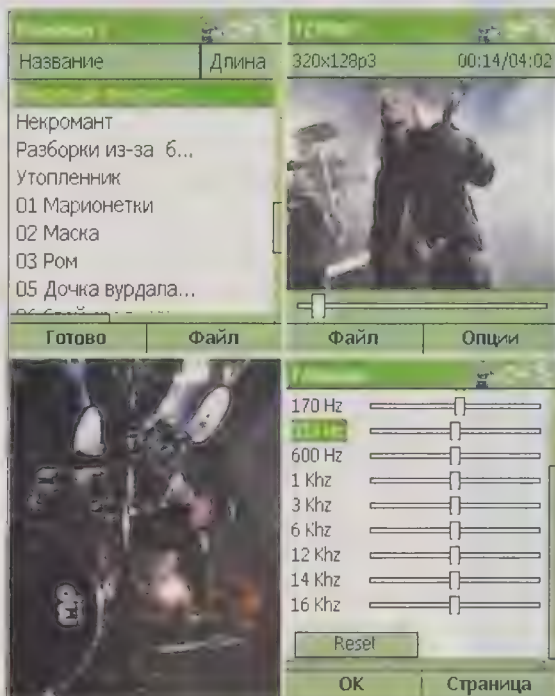 Название Длина
Некромант
Разборки из-за б...
Утопленник
01 Марионетки
02 Маска
03 Ром
05 Дочка вурдала...
Готово Файл
320x128p3 00:14/04:02
Файл Опции
170 Hz
600 Hz
1 Khz
3 Khz
6 Khz
12 Khz
14 Khz
16 Khz
Reset
OK Страница